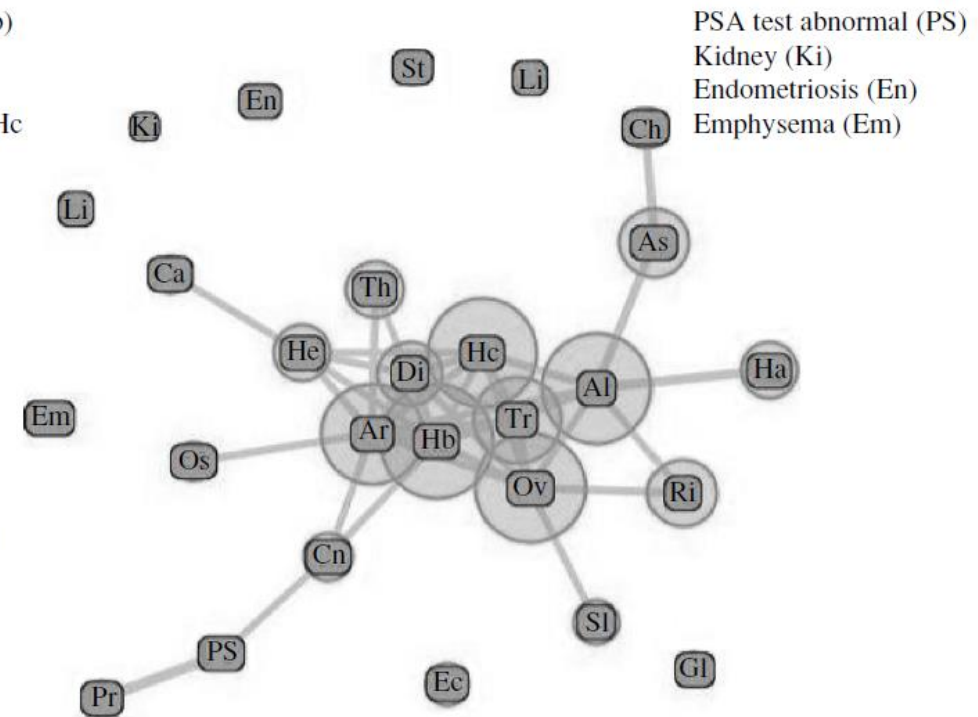 PSA test abnormal (PS)
Kidney (Ki)
Endometriosis (En)
Emphysema (Em)
St
Li
En
Ki
Ch
Li
As
Ca
Th
He
Hc
Di
Al
Ha
Em
Ar
Hb
Tr
Os
Ov
Ri
Cn
Sl
PS
Ec
Gl
Pr